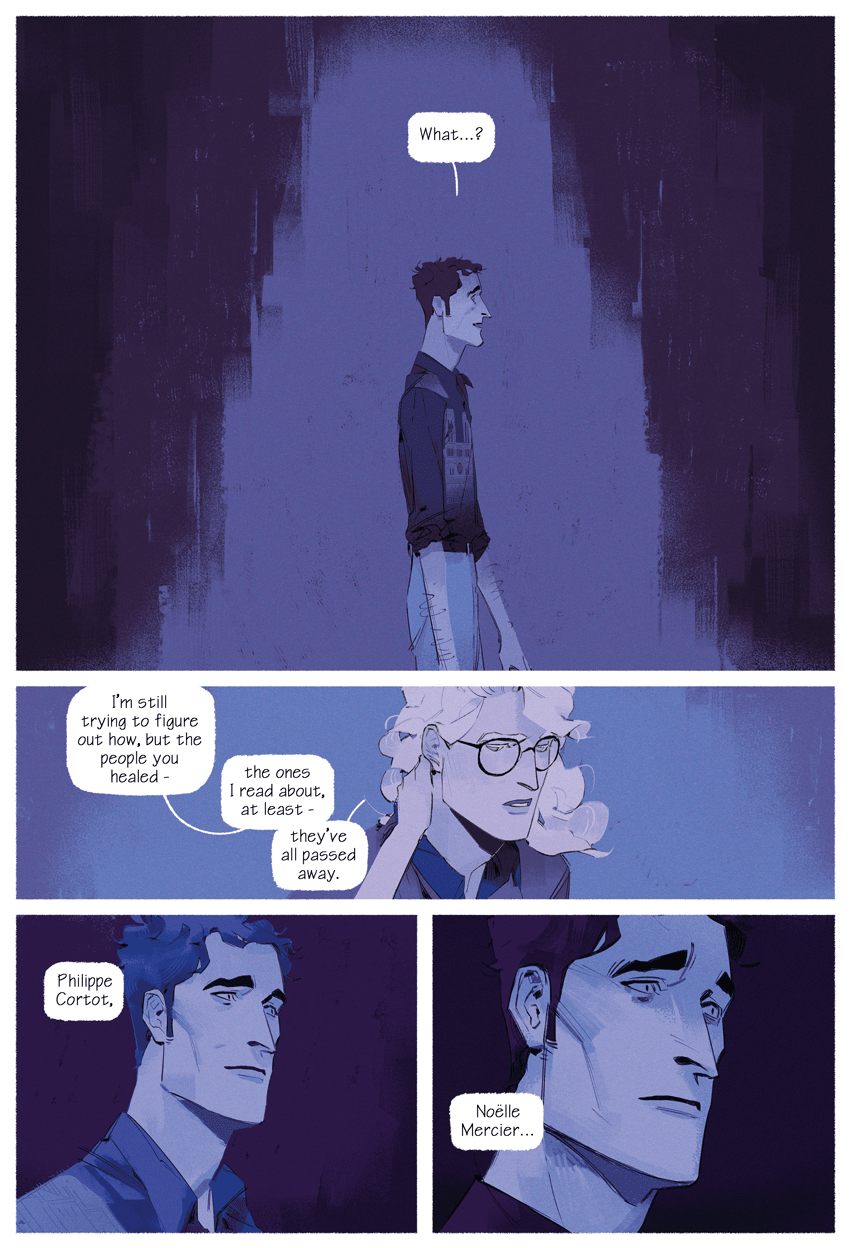 What...?
I'm still
trying to figure
out how, but the
people you
healed -
the ones
I read about,
at least -
they've
all passed
away.
Philippe
Cortot,
Noëlle
Mercier...